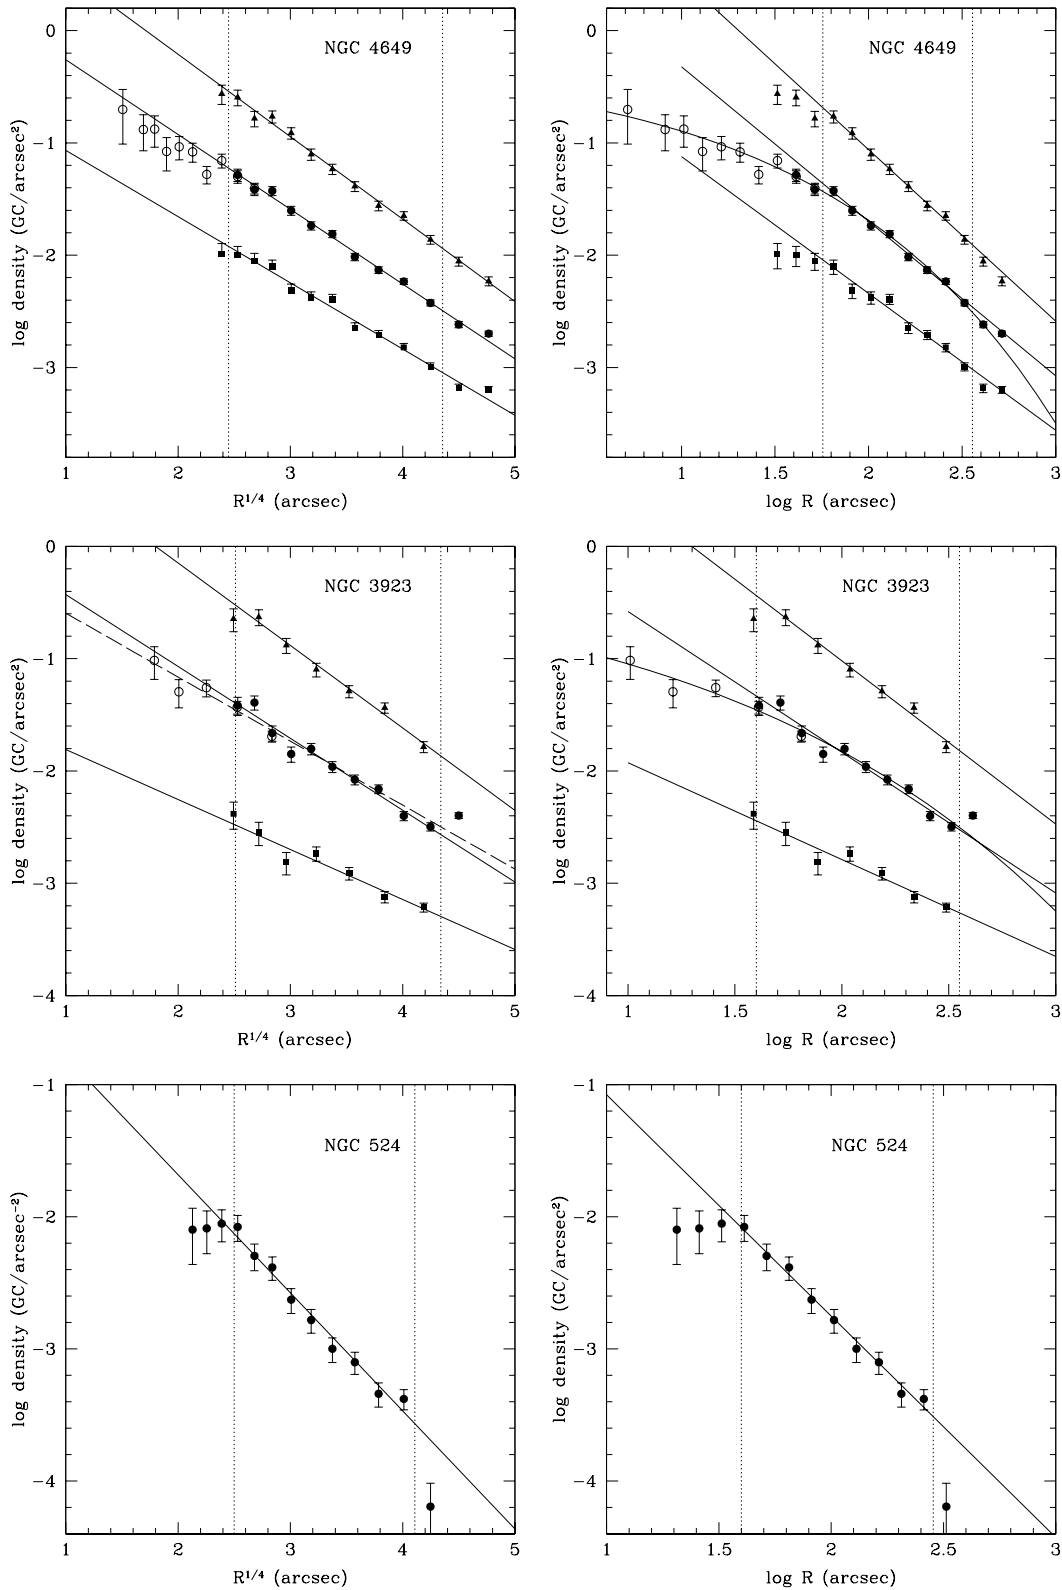 NGC 4649
0
−1
−2
−3
log density (GC/arcsec²)
1 2 3 4 5
R^1/4 (arcsec)
NGC 4649
0
−1
−2
−3
log density (GC/arcsec²)
1 1.5 2 2.5 3
log R (arcsec)
NGC 3923
0
−1
−2
−3
−4
log density (GC/arcsec²)
1 2 3 4 5
R^1/4 (arcsec)
NGC 3923
0
−1
−2
−3
−4
log density (GC/arcsec²)
1 1.5 2 2.5 3
log R (arcsec)
NGC 524
−1
−2
−3
−4
log density (GC/arcsec⁻²)
1 2 3 4 5
R^1/4 (arcsec)
NGC 524
−1
−2
−3
−4
log density (GC/arcsec²)
1 1.5 2 2.5 3
log R (arcsec)